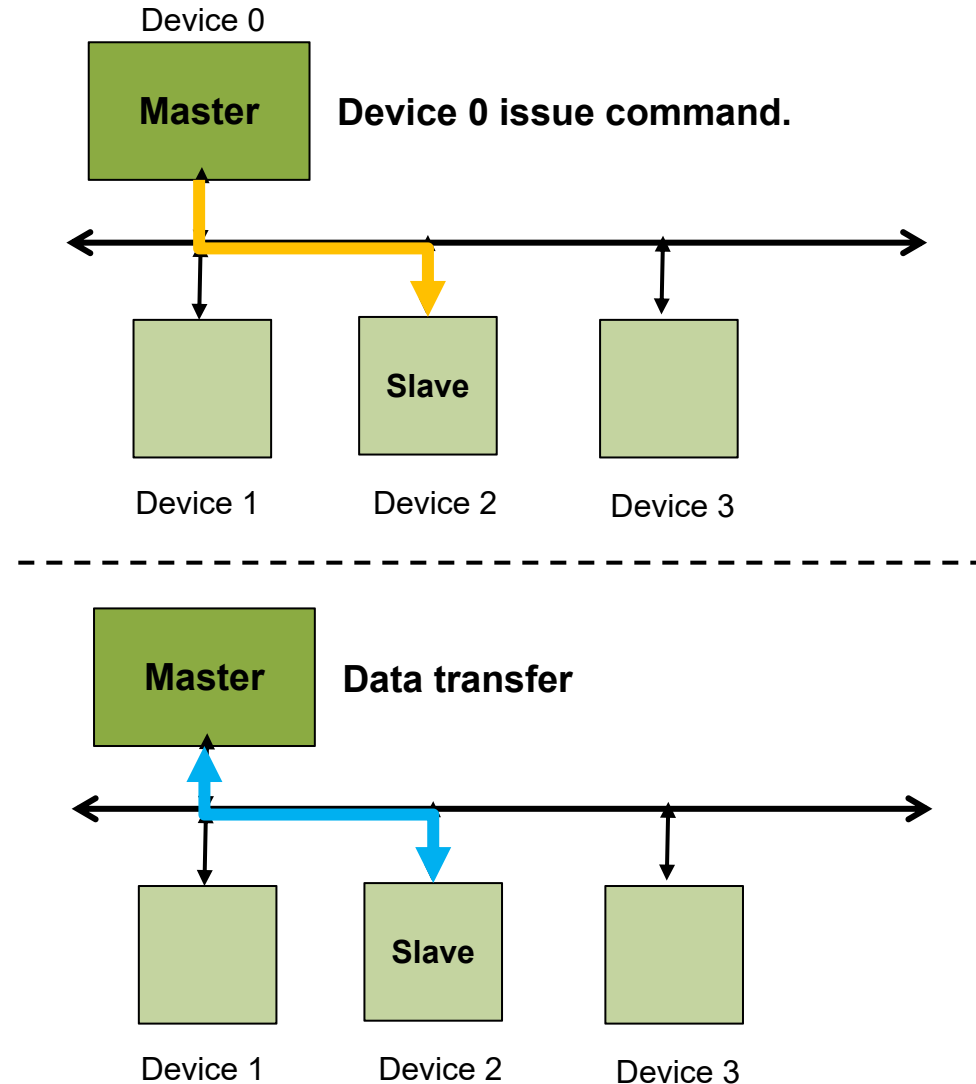 Device 0
Master
Device 0 issue command.
Slave
Device 1
Device 2
Device 3
Master
Data transfer
Slave
Device 1
Device 2
Device 3